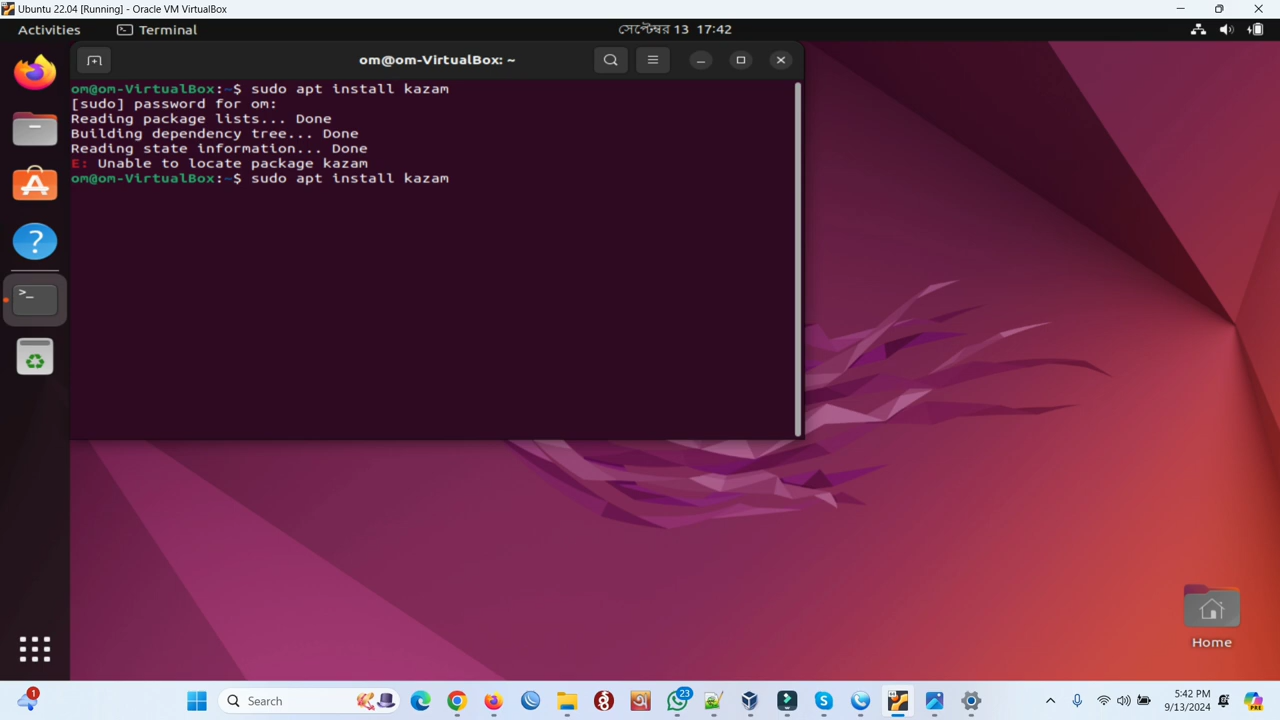 Ubuntu 22.04 [Running] - Oracle VM VirtualBox
Activities
Terminal
সেপ্টেম্বর 13 17:42
om@om-VirtualBox: ~
om@om-VirtualBox:~$ sudo apt install kazam
[sudo] password for om:
Reading package lists... Done
Building dependency tree... Done
Reading state information... Done
E: Unable to locate package kazam
om@om-VirtualBox:~$ sudo apt install kazam
Home
1
Search
23
5:42 PM
9/13/2024
PRE